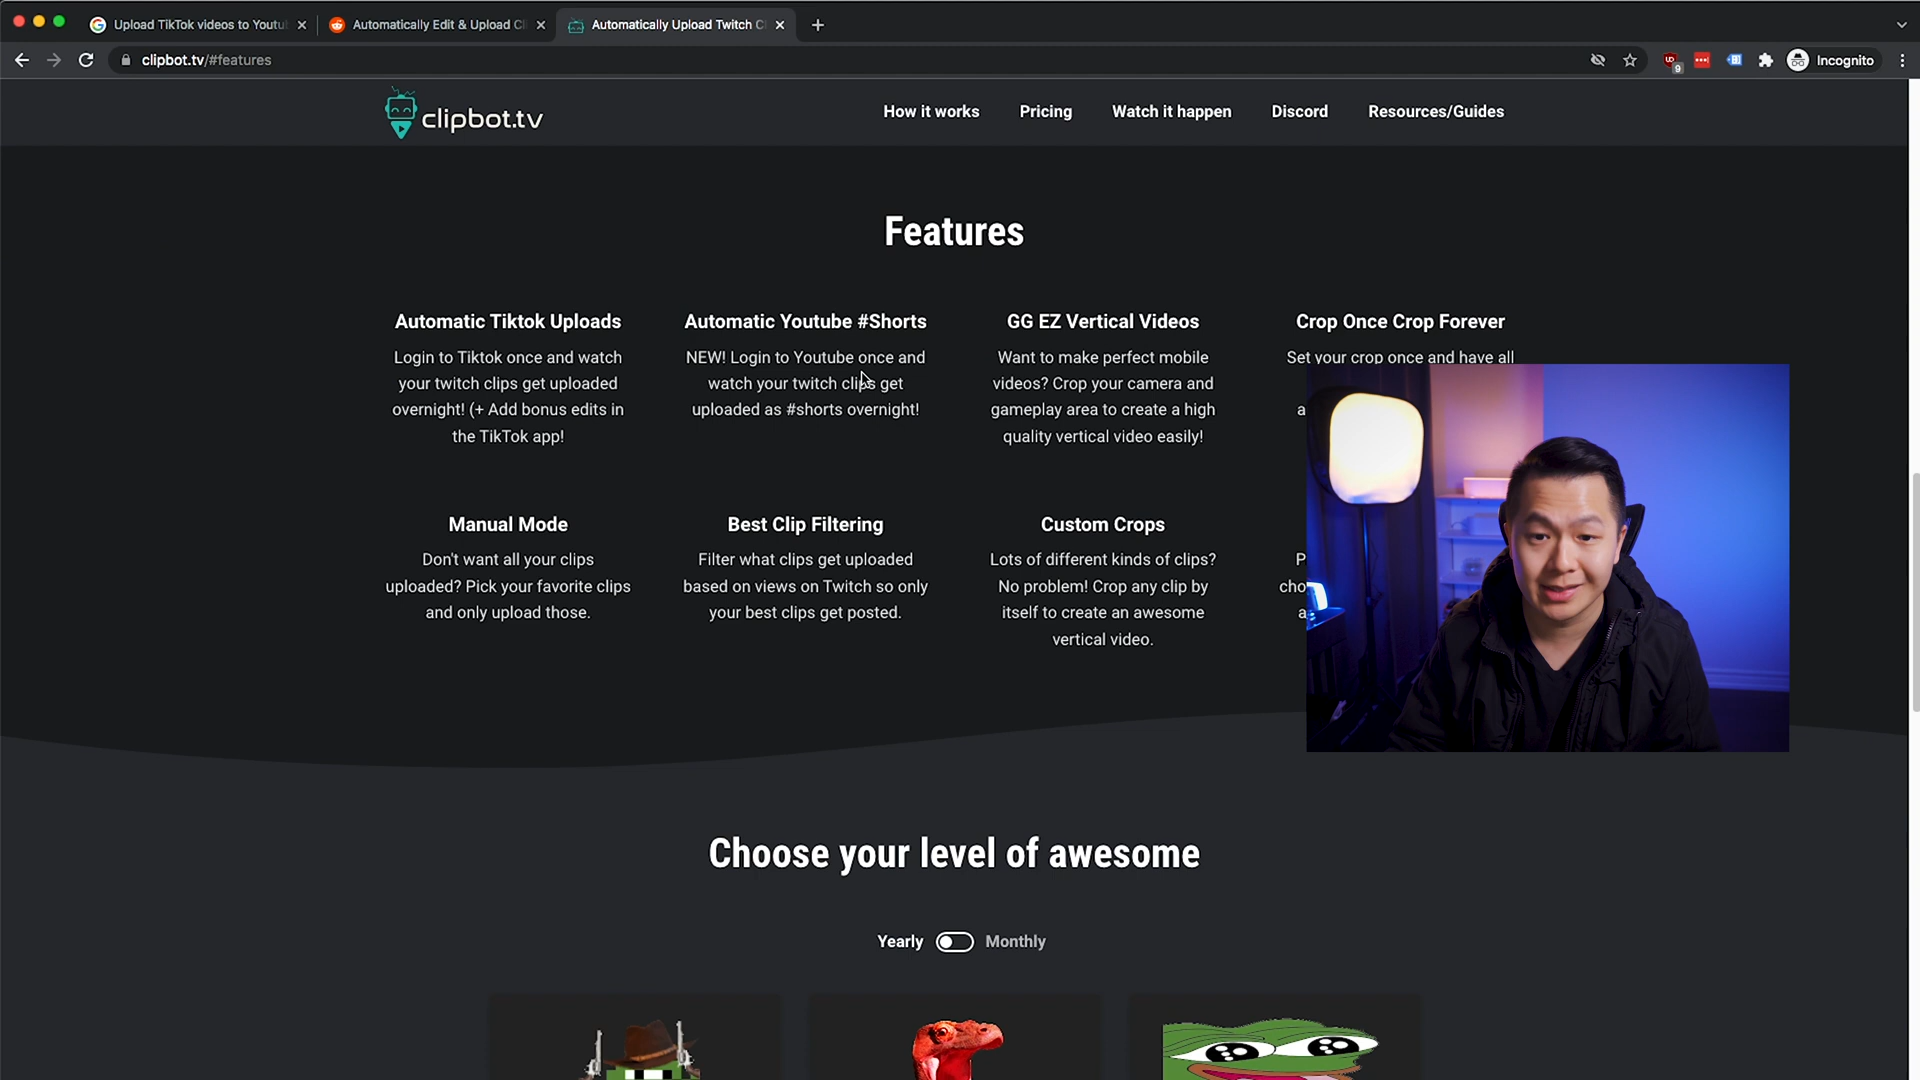 Upload TikTok videos to Youtu
Automatically Edit & Upload Cl
Automatically Upload Twitch C
clipbot.tv/#features
9
Incognito
clipbot.tv
How it works
Pricing
Watch it happen
Discord
Resources/Guides
Features
Automatic Tiktok Uploads
Login to Tiktok once and watch
your twitch clips get uploaded
overnight! (+ Add bonus edits in
the TikTok app!
Automatic Youtube #Shorts
NEW! Login to Youtube once and
watch your twitch clips get
uploaded as #shorts overnight!
GG EZ Vertical Videos
Want to make perfect mobile
videos? Crop your camera and
gameplay area to create a high
quality vertical video easily!
Crop Once Crop Forever
Set your crop once and have all
a
Manual Mode
Don't want all your clips
uploaded? Pick your favorite clips
and only upload those.
Best Clip Filtering
Filter what clips get uploaded
based on views on Twitch so only
your best clips get posted.
Custom Crops
Lots of different kinds of clips?
No problem! Crop any clip by
itself to create an awesome
vertical video.
P
cho
a
Choose your level of awesome
Yearly
Monthly